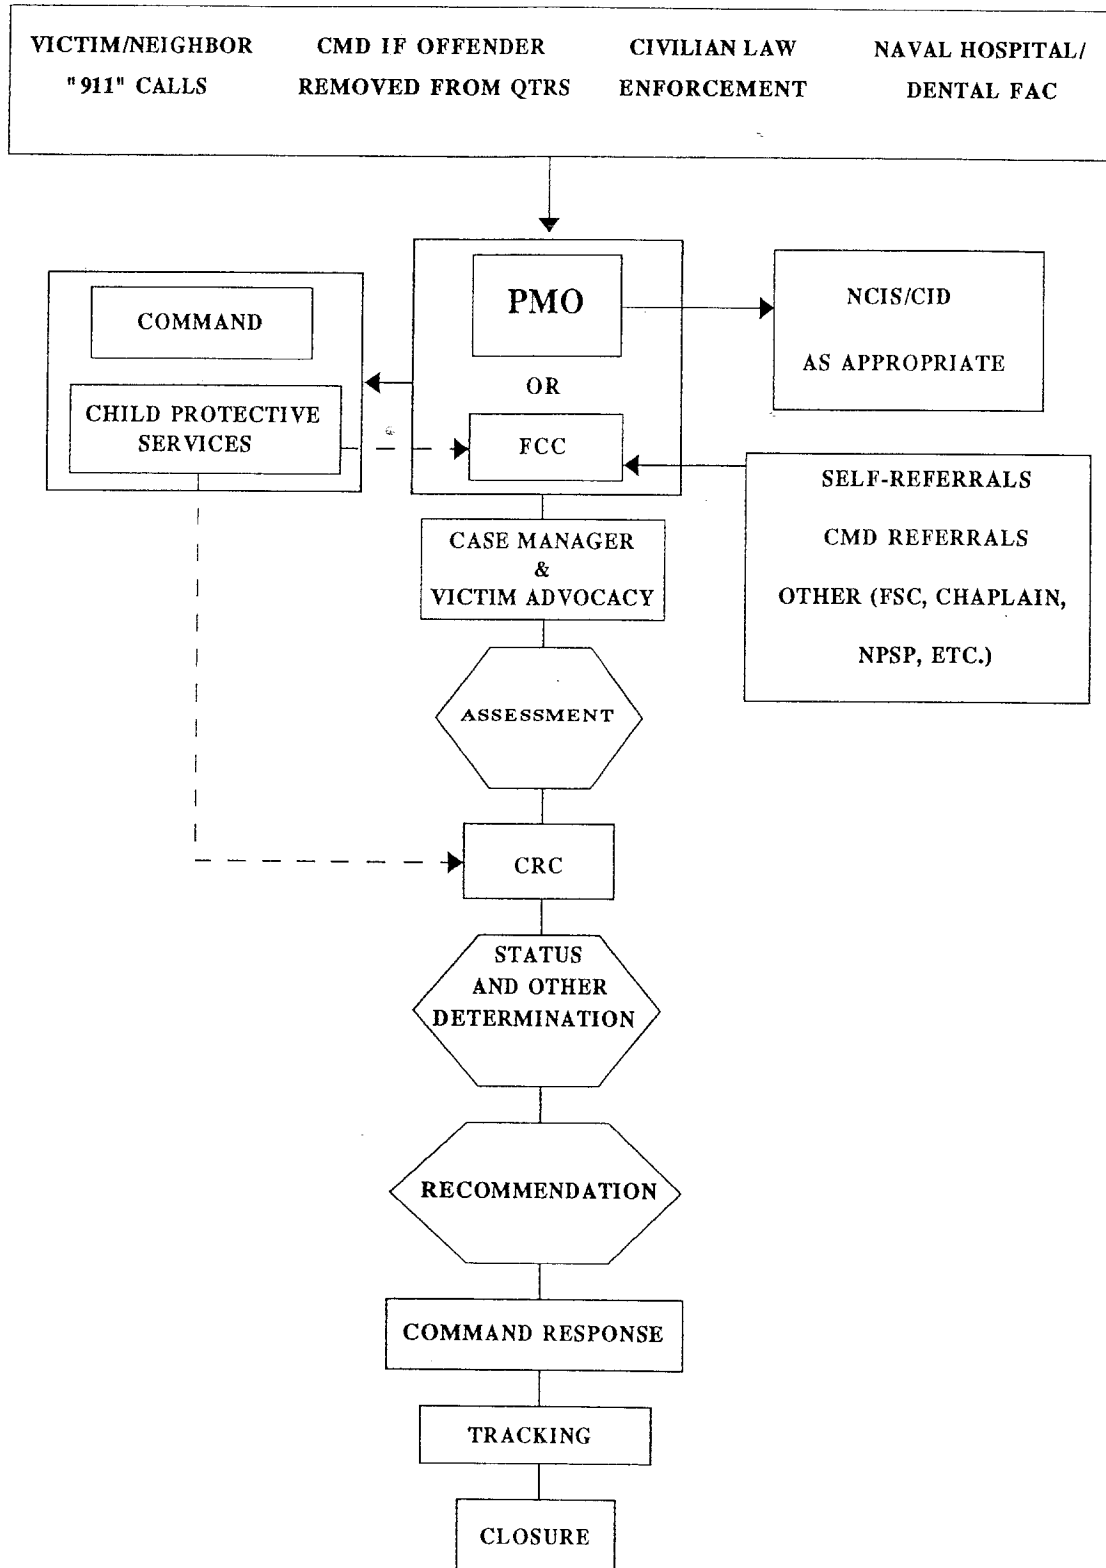 VICTIM/NEIGHBOR
"911" CALLS
CMD IF OFFENDER
REMOVED FROM QTRS
CIVILIAN LAW
ENFORCEMENT
NAVAL HOSPITAL/
DENTAL FAC
COMMAND
CHILD PROTECTIVE
SERVICES
PMO
OR
FCC
NCIS/CID
AS APPROPRIATE
SELF-REFERRALS
CMD REFERRALS
OTHER (FSC, CHAPLAIN,
NPSP, ETC.)
CASE MANAGER
&
VICTIM ADVOCACY
ASSESSMENT
CRC
STATUS
AND OTHER
DETERMINATION
RECOMMENDATION
COMMAND RESPONSE
TRACKING
CLOSURE